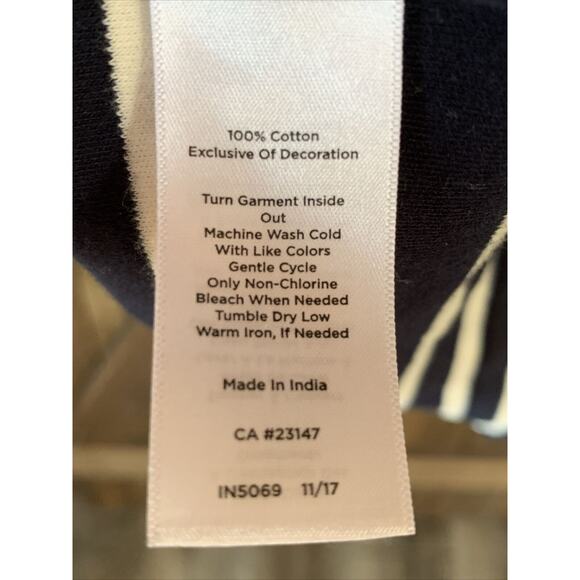 100% Cotton
Exclusive Of Decoration
Turn Garment Inside
Out
Machine Wash Cold
With Like Colors
Gentle Cycle
Only Non-Chlorine
Bleach When Needed
Tumble Dry Low
Warm Iron, If Needed
Made In India
CA #23147
IN5069 11/17